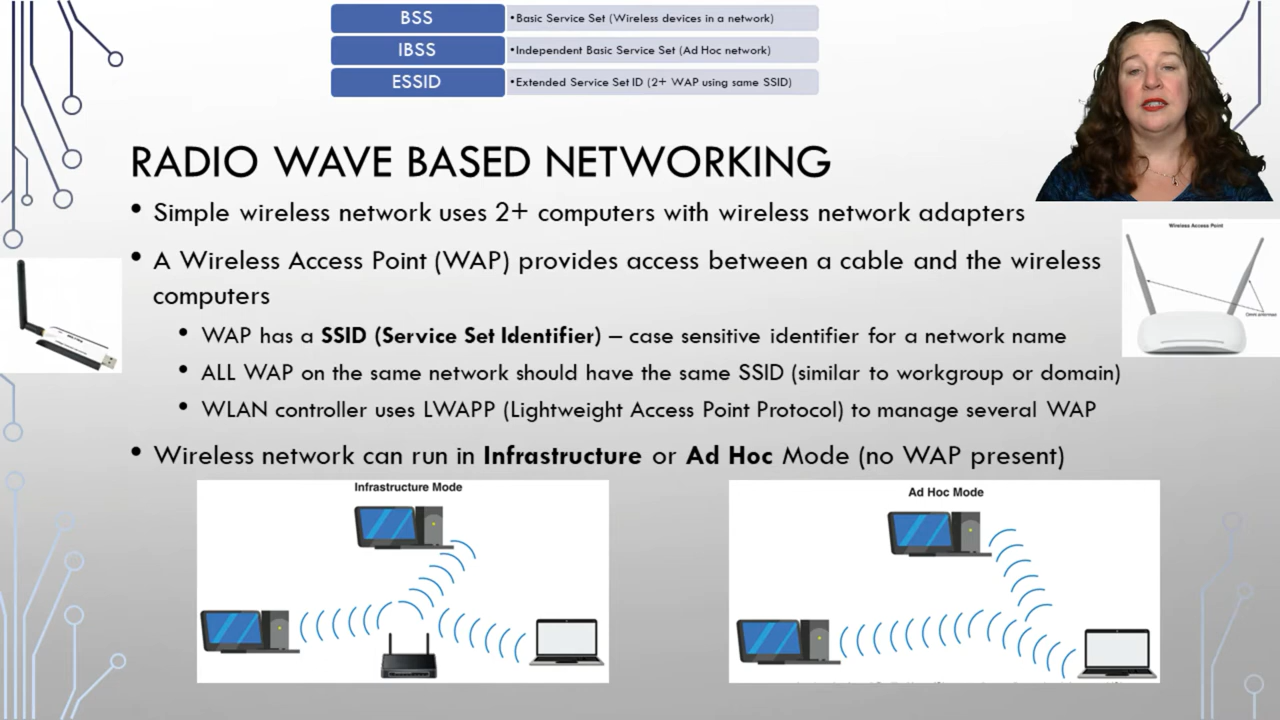 BSS
•Basic Service Set (Wireless devices in a network)
IBSS
•Independent Basic Service Set (Ad Hoc network)
ESSID
•Extended Service Set ID (2+ WAP using same SSID)
RADIO WAVE BASED NETWORKING
• Simple wireless network uses 2+ computers with wireless network adapters
• A Wireless Access Point (WAP) provides access between a cable and the wireless
computers
• WAP has a SSID (Service Set Identifier) – case sensitive identifier for a network name
• ALL WAP on the same network should have the same SSID (similar to workgroup or domain)
• WLAN controller uses LWAPP (Lightweight Access Point Protocol) to manage several WAP
• Wireless network can run in Infrastructure or Ad Hoc Mode (no WAP present)
Wireless Access Point
Omni antennas
Infrastructure Mode
Ad Hoc Mode